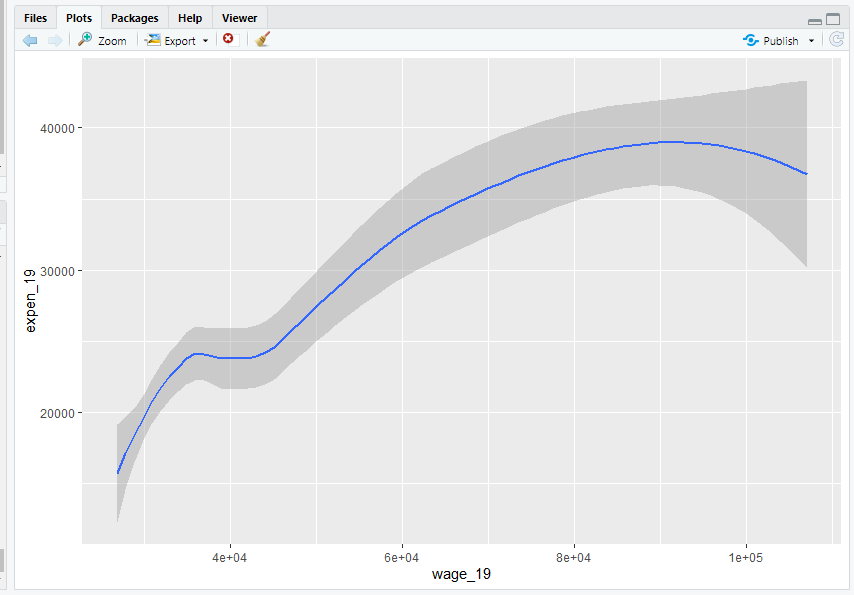 Files Plots Packages Help Viewer
Zoom Export Publish
40000
30000
20000
expen_19
4e+04 6e+04 8e+04 1e+05
wage_19